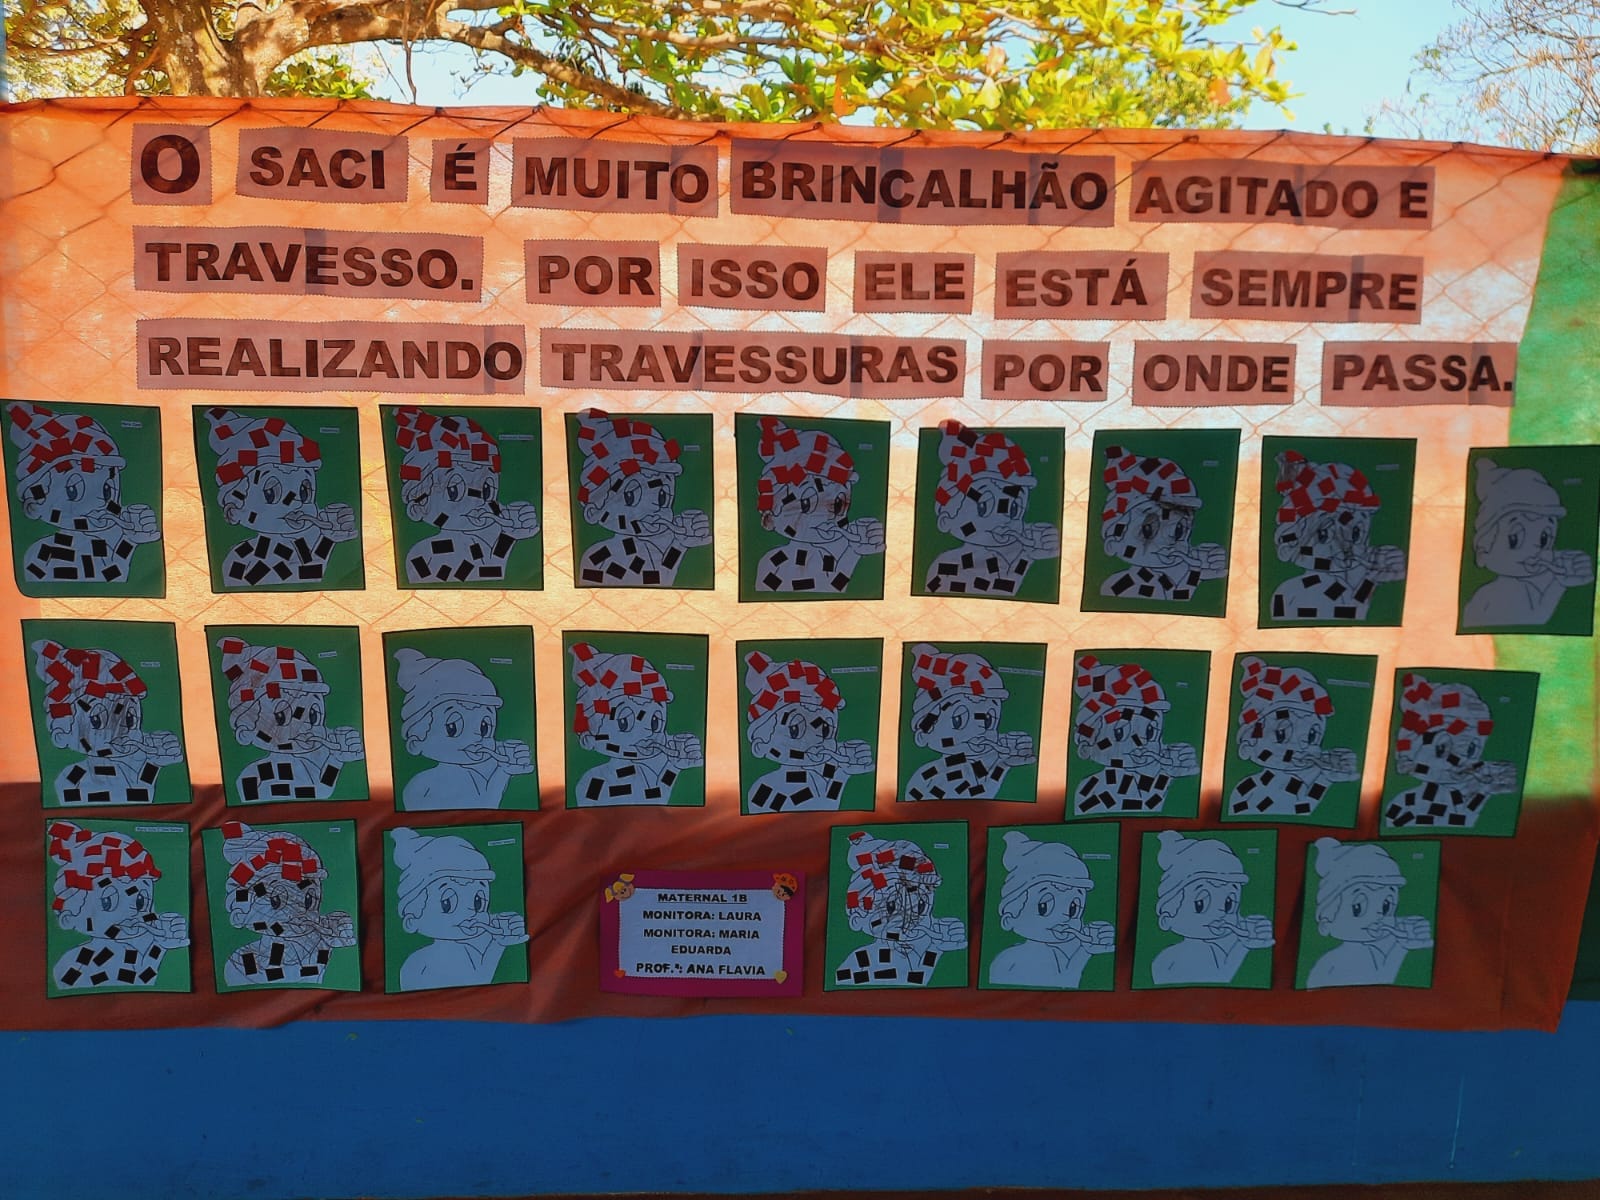 O SACI É MUITO BRINCALHÃO AGITADO E
TRAVESSO. POR ISSO ELE ESTÁ SEMPRE
REALIZANDO TRAVESSURAS POR ONDE PASSA.
MATERNAL 1B
MONITORA: LAURA
MONITORA: MARIA
EDUARDA
PROF.ª: ANA FLAVIA